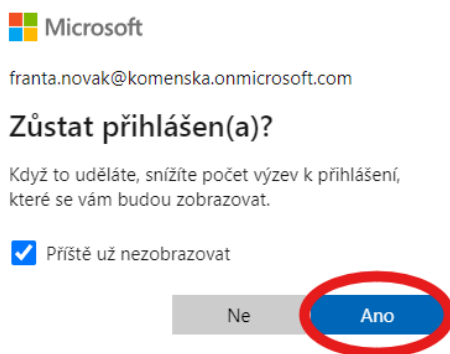 Microsoft
franta.novak@komenska.onmicrosoft.com
Zůstat přihlášen(a)?
Když to uděláte, snížíte počet výzev k přihlášení,
které se vám budou zobrazovat.
Příště už nezobrazovat
Ne Ano